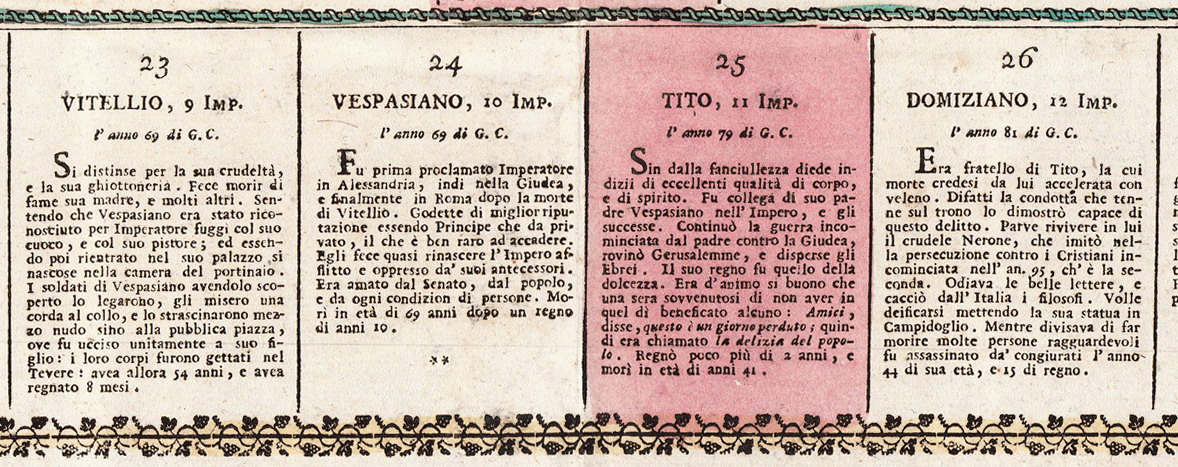 23
VITELLIO, 9 IMP.
l'anno 69 di G. C.
Si distinse per la sua crudeltà,
e la sua ghiottoneria. Fece morir di
fame sua madre, e molti altri. Sen-
tendo che Vespasiano era stato rico-
nosciuto per Imperatore fuggì col suo
cuoco, e col suo pistore; ed essen-
do poi rientrato nel suo palazzo si
nascose nella camera del portinaio.
I soldati di Vespasiano avendolo sco-
perto lo legarono, gli misero una
corda al collo, e lo strascinarono mez-
zo nudo sino alla pubblica piazza,
ove fu ucciso unitamente a suo fi-
glio: i loro corpi furono gettati nel
Tevere: avea allora 54 anni, e avea
regnato 8 mesi.
24
VESPASIANO, 10 IMP.
l'anno 69 di G. C.
Fu prima proclamato Imperatore
in Alessandria, indi nella Giudea,
e finalmente in Roma dopo la morte
di Vitellio. Godette di miglior ripu-
tazione essendo Principe che da pri-
vato, il che è ben raro ad accadere.
Egli fece quasi rinascere l'Impero af-
flitto e oppresso da' suoi antecessori.
Era amato dal Senato, dal popolo,
e da ogni condizion di persone. Mo-
rì in età di 69 anni dopo un regno
di anni 10.
**
25
TITO, 11 IMP.
l'anno 79 di G. C.
Sin dalla fanciullezza diede in-
dizii di eccellenti qualità di corpo,
e di spirito. Fu collega di suo pa-
dre Vespasiano nell'Impero, e gli
successe. Continuò la guerra inco-
minciata dal padre contro la Giudea,
rovinò Gerusalemme, e disperse gli
Ebrei. Il suo regno fu quello della
dolcezza. Era d'animo sì buono che
una sera sovvenutosi di non aver in
quel dì beneficato alcuno: Amici,
disse, questo è un giorno perduto; quin-
di era chiamato la delizia del popo-
lo. Regnò poco più di 2 anni, e
morì in età di anni 41.
26
DOMIZIANO, 12 IMP.
l'anno 81 di G. C.
Era fratello di Tito, la cui
morte credesi da lui accelerata con
veleno. Difatti la condotta che ten-
ne sul trono lo dimostrò capace di
questo delitto. Parve rivivere in lui
il crudele Nerone, che imitò nel-
la persecuzione contro i Cristiani in-
cominciata nell'an. 95, ch'è la se-
conda. Odiava le belle lettere, e
cacciò dall'Italia i filosofi. Volle
deificarsi mettendo la sua statua in
Campidoglio. Mentre divisava di far
morire molte persone ragguardevoli
fu assassinato da' congiurati l'anno
44 di sua età, e 15 di regno.